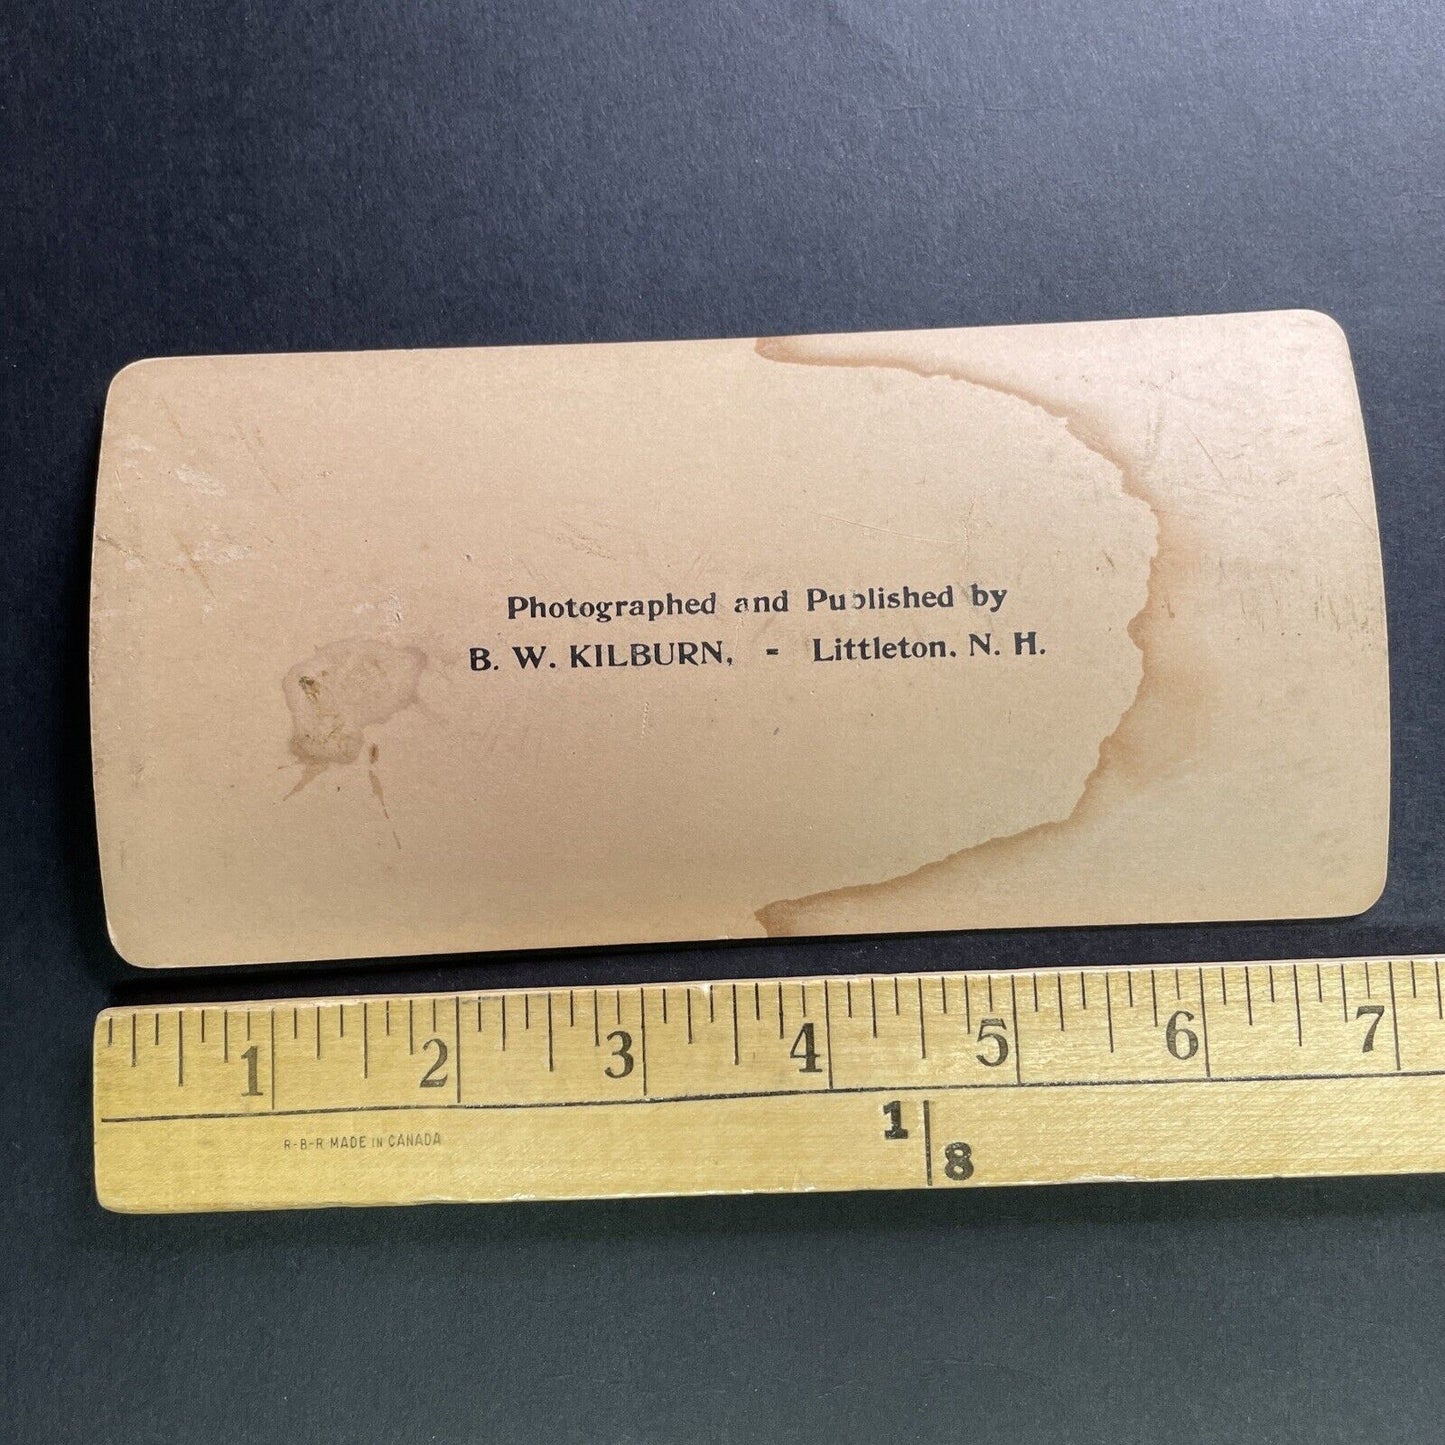 Photographed and Published by
B. W. KILBURN, - Littleton. N. H.
1 2 3 4 5 6 7
R-B-R MADE IN CANADA
1 8